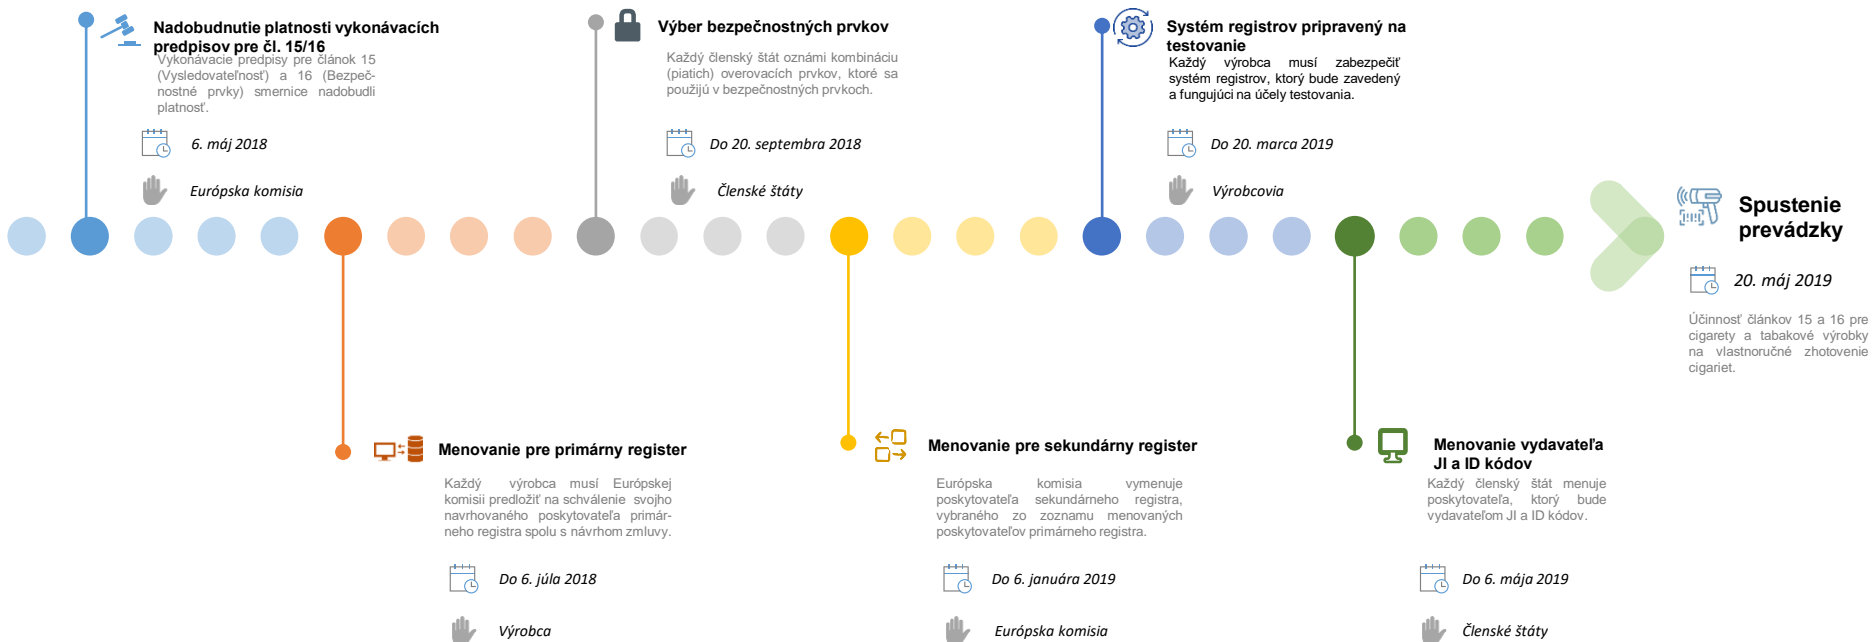 Nadobudnutie platnosti vykonávacích
predpisov pre čl. 15/16
Vykonávacie predpisy pre článok 15
(Vysledovateľnosť) a 16 (Bezpeč-
nostné prvky) smernice nadobudli
platnosť.
6. máj 2018
Európska komisia
Výber bezpečnostných prvkov
Každý členský štát oznámi kombináciu
(piatich) overovacích prvkov, ktoré sa
použijú v bezpečnostných prvkoch.
Do 20. septembra 2018
Členské štáty
Systém registrov pripravený na
testovanie
Každý výrobca musí zabezpečiť
systém registrov, ktorý bude zavedený
a fungujúci na účely testovania.
Do 20. marca 2019
Výrobcovia
Spustenie
prevádzky
20. máj 2019
Účinnosť článkov 15 a 16 pre
cigarety a tabakové výrobky
na vlastnoručné zhotovenie
cigariet.
Menovanie pre primárny register
Každý výrobca musí Európskej
komisii predložiť na schválenie svojho
navrhovaného poskytovateľa primár-
neho registra spolu s návrhom zmluvy.
Do 6. júla 2018
Výrobca
Menovanie pre sekundárny register
Európska komisia vymenuje
poskytovateľa sekundárneho registra,
vybraného zo zoznamu menovaných
poskytovateľov primárneho registra.
Do 6. januára 2019
Európska komisia
Menovanie vydavateľa
JI a ID kódov
Každý členský štát menuje
poskytovateľa, ktorý bude
vydavateľom JI a ID kódov.
Do 6. mája 2019
Členské štáty